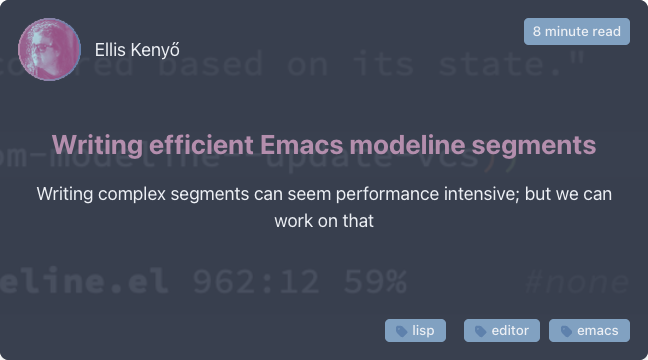 Ellis Kenyő
8 minute read
overed based on its state."
Writing efficient Emacs modeline segments
om-modeline--update-vcs))
Writing complex segments can seem performance intensive; but we can
work on that
eline.el 962:12 59% #none
lisp
editor
emacs